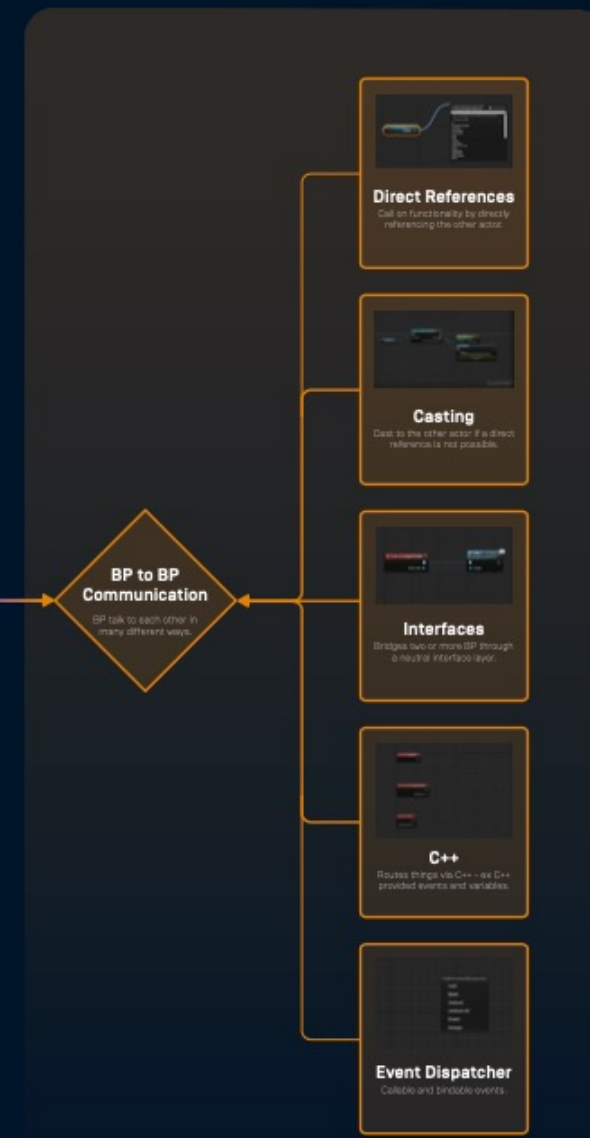 Direct References
Call on functionality by directly
referencing the other actor.
Casting
Cast to the other actor if a direct
reference is not possible.
BP to BP
Communication
BP talk to each other in
many different ways.
Interfaces
Bridges two or more BP through
a neutral interface layer.
C++
Routes things via C++ - ex C++
provided events and variables.
Event Dispatcher
Callable and bindable events.